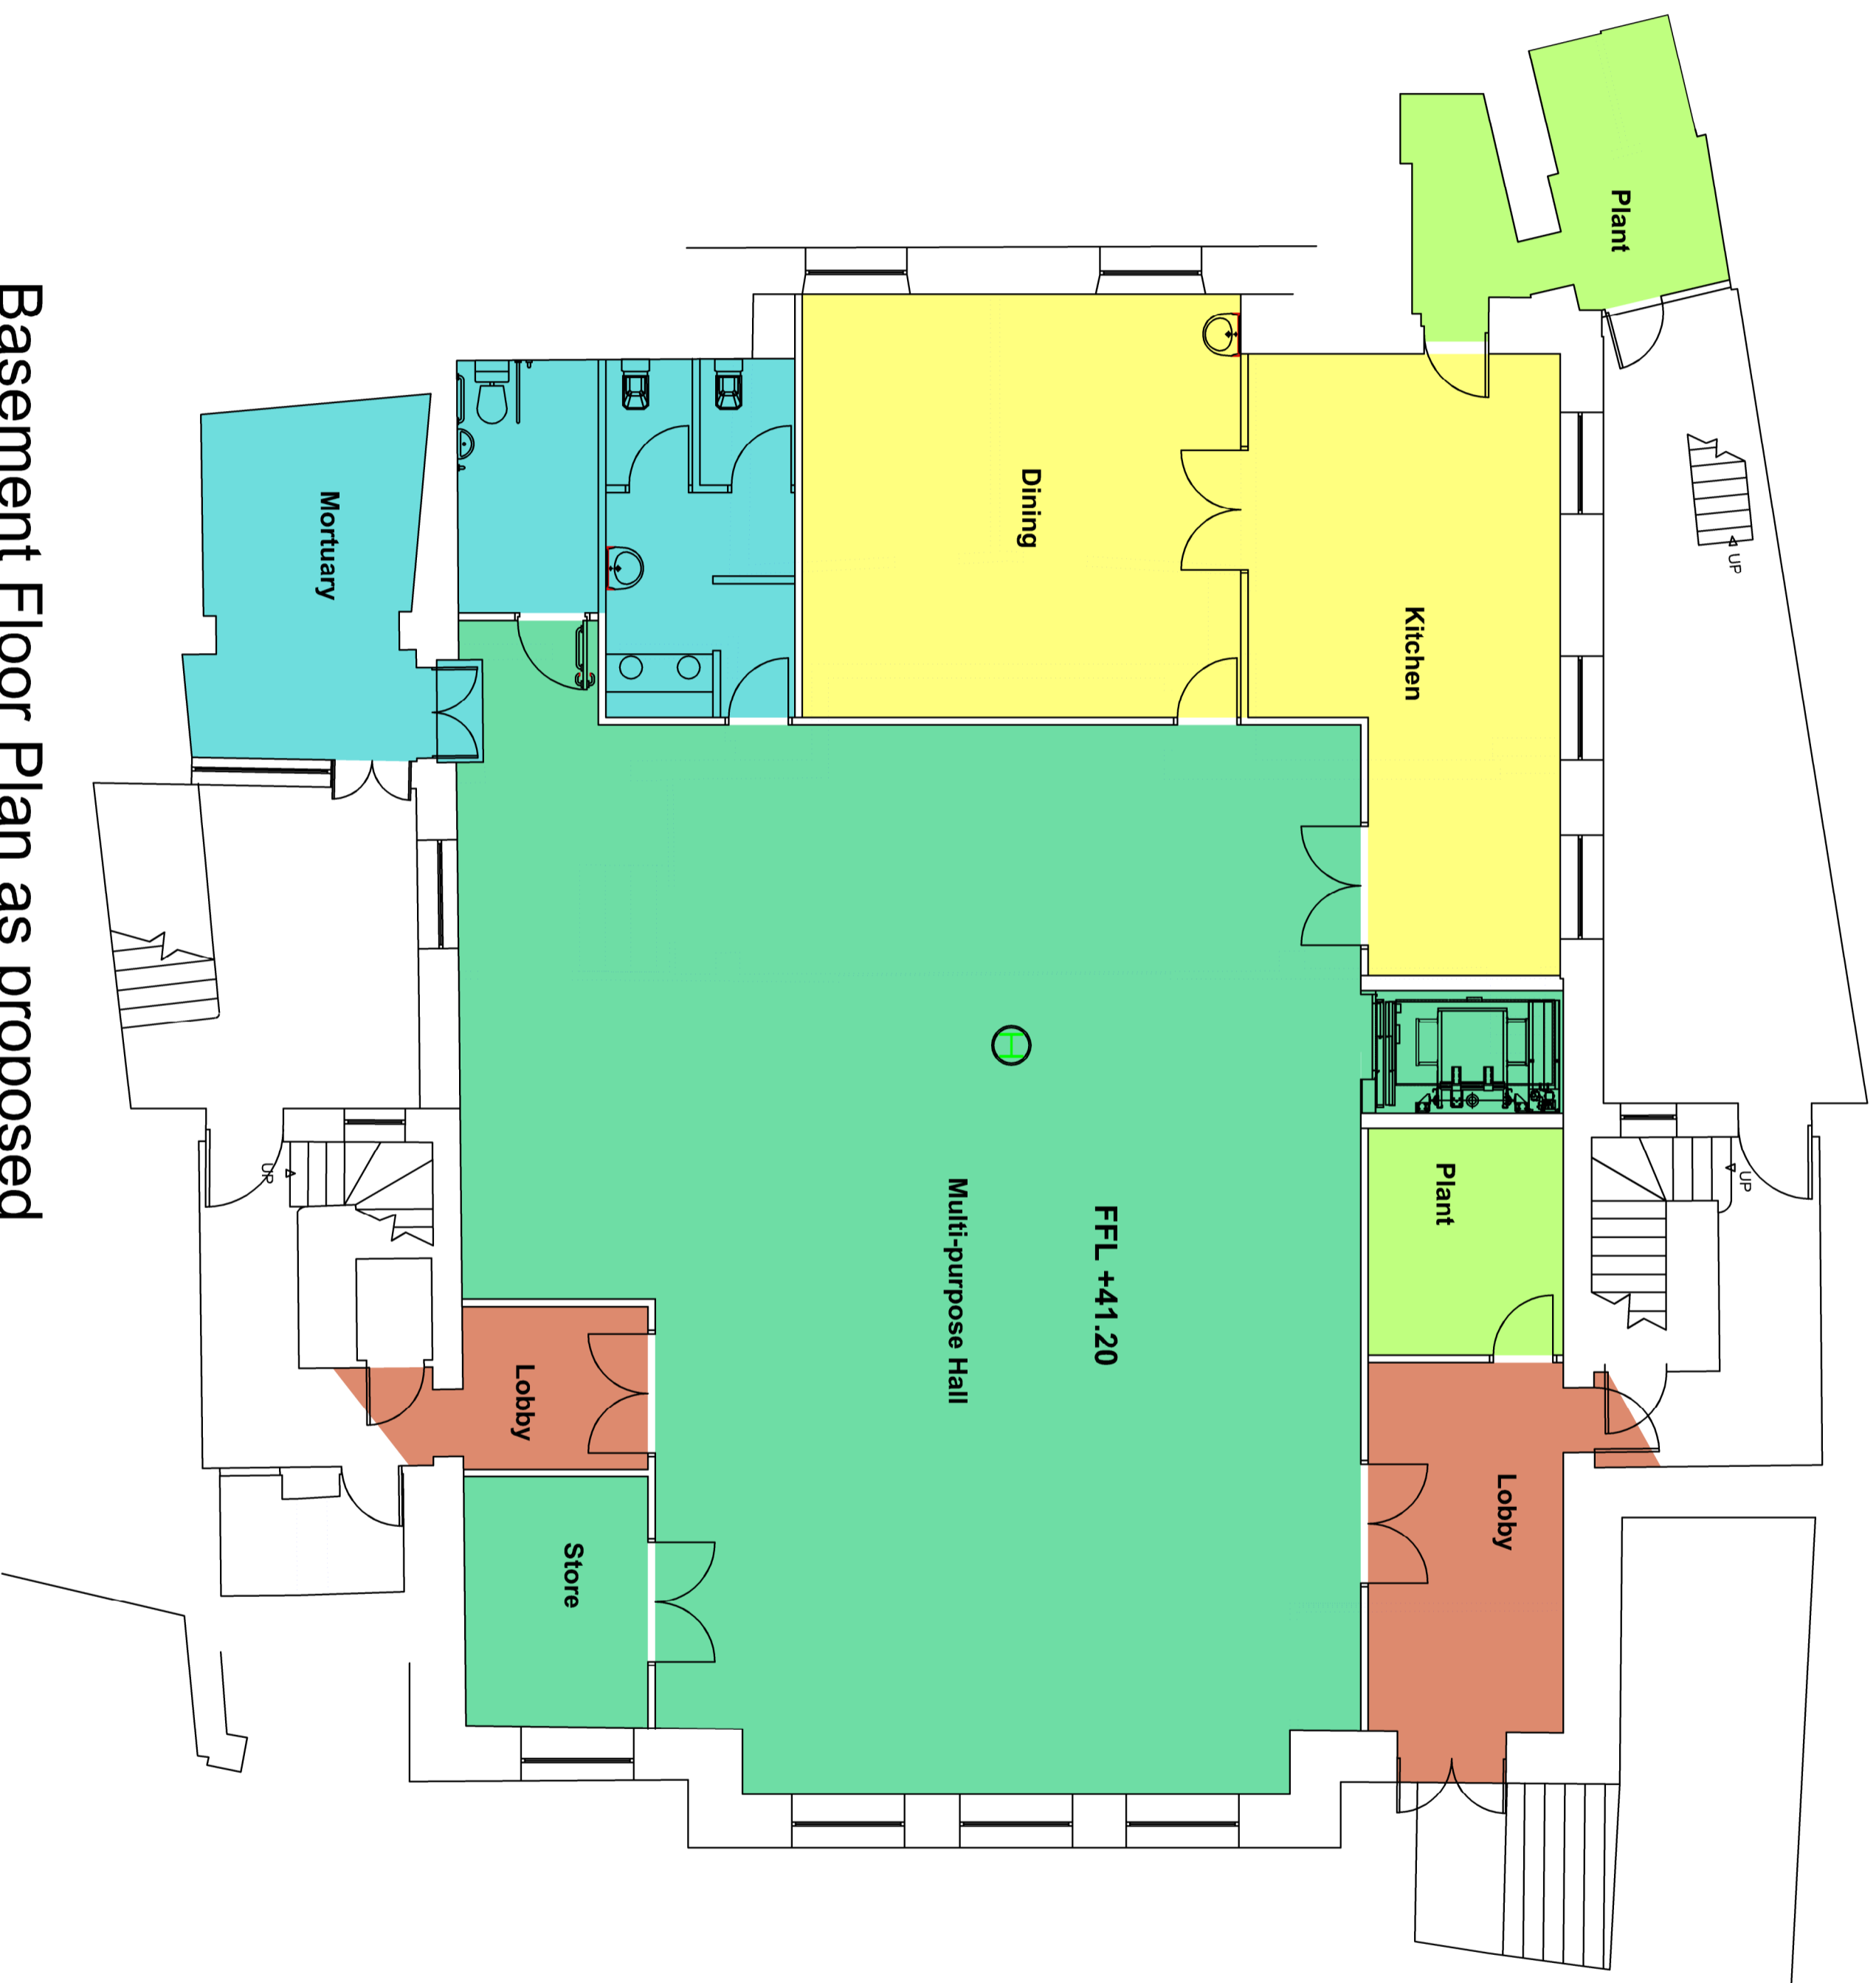 Plant
UP
Kitchen
Dining
Mortuary
UP
Plant
FFL +41.20
Multi-purpose Hall
UP
Lobby
Lobby
Store
Basement Floor Plan as proposed